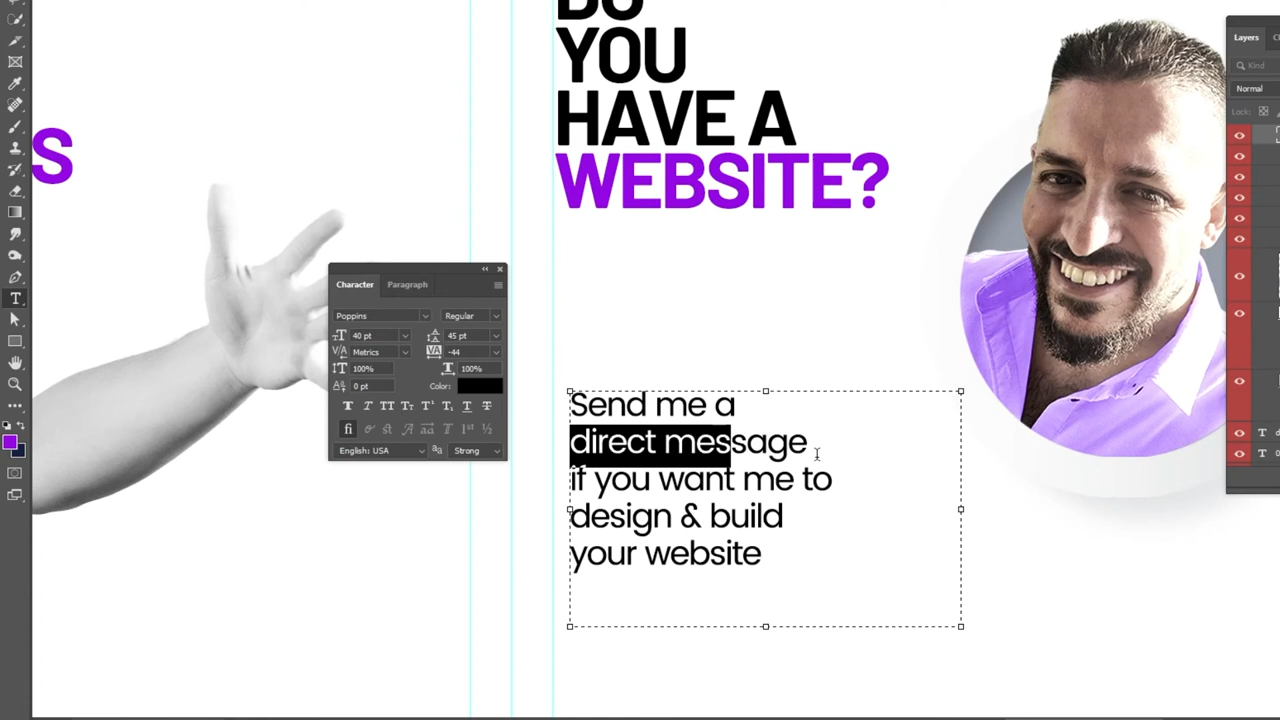 DO
YOU
HAVE A
WEBSITE?
S
Layers
Kind
Normal
Lock:
Character
Paragraph
Poppins
Regular
40 pt
45 pt
Metrics
-44
100%
100%
0 pt
Color:
English: USA
Strong
Send me a
direct message
if you want me to
design & build
your website